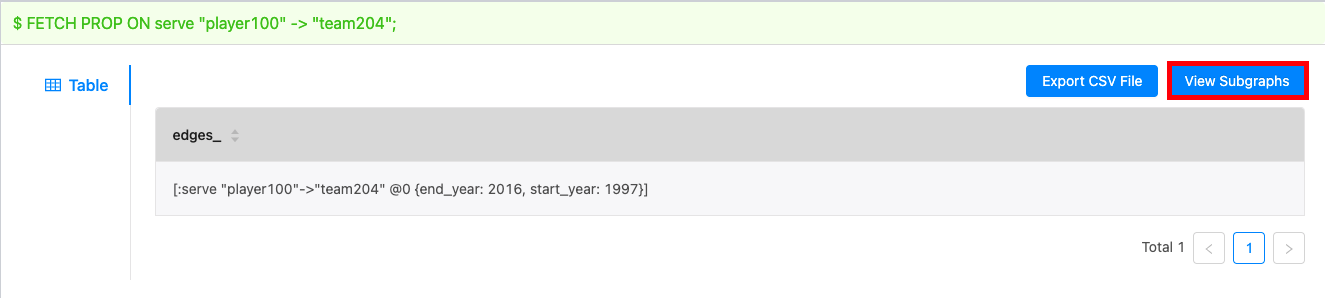 $ FETCH PROP ON serve "player100" -> "team204";
Table
Export CSV File
View Subgraphs
edges_
[:serve "player100"->"team204" @0 {end_year: 2016, start_year: 1997}]
Total 1
<
1
>